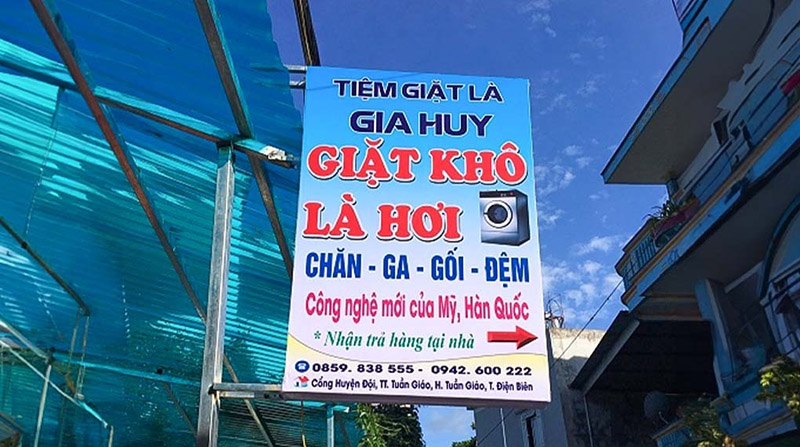 TIỆM GIẶT LÀ
GIA HUY
GIẶT KHÔ
LÀ HƠI
CHĂN - GA - GỐI - ĐỆM
Công nghệ mới của Mỹ, Hàn Quốc
* Nhận trả hàng tại nhà
0859. 838 555 - 0942. 600 222
Cổng Huyện Đội, TT. Tuần Giáo, H. Tuần Giáo, T. Điện Biên